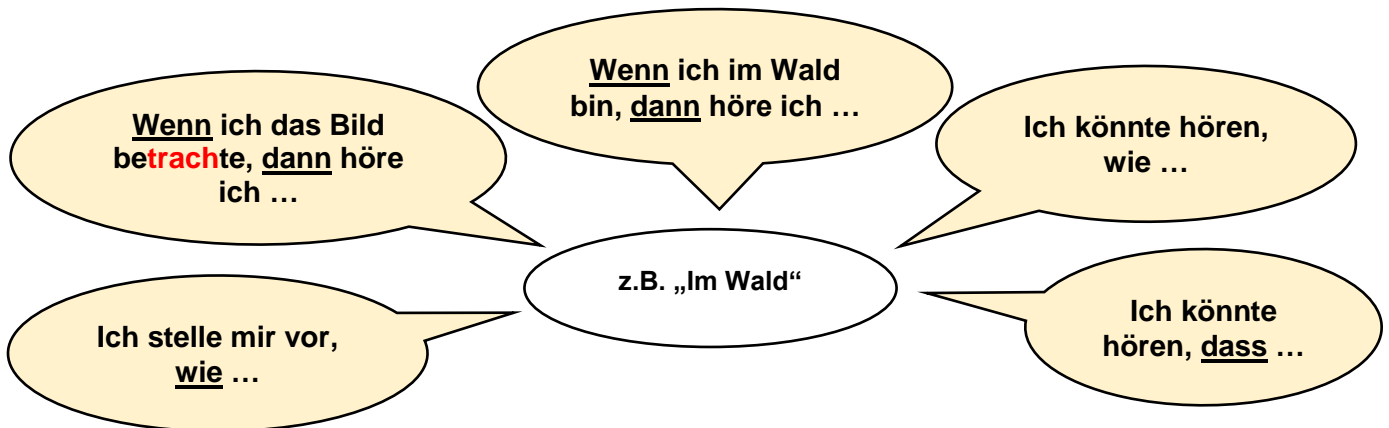 Wenn ich im Wald
bin, dann höre ich …
Wenn ich das Bild
betrachte, dann höre
ich …
Ich könnte hören,
wie …
z.B. „Im Wald“
Ich stelle mir vor,
wie …
Ich könnte
hören, dass …